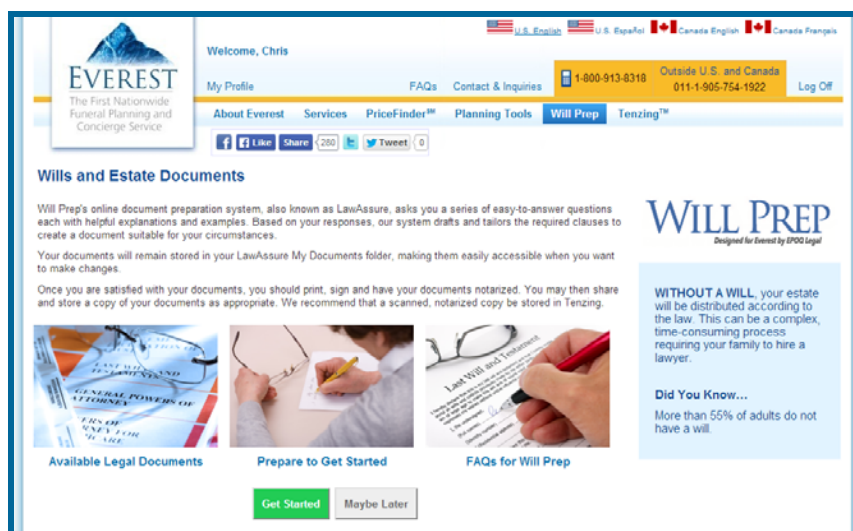 U.S. English U.S. Español Canada English Canada Français
Welcome, Chris
EVEREST
The First Nationwide
Funeral Planning and
Concierge Service
My Profile FAQs Contact & Inquiries 1-800-913-8318 Outside U.S. and Canada
011-1-905-754-1922 Log Off
About Everest Services PriceFinder℠ Planning Tools Will Prep Tenzing™
Like Share 280 Tweet 0
Wills and Estate Documents
Will Prep's online document preparation system, also known as LawAssure, asks you a series of easy-to-answer questions
each with helpful explanations and examples. Based on your responses, our system drafts and tailors the required clauses to
create a document suitable for your circumstances.
Your documents will remain stored in your LawAssure My Documents folder, making them easily accessible when you want
to make changes.
Once you are satisfied with your documents, you should print, sign and have your documents notarized. You may then share
and store a copy of your documents as appropriate. We recommend that a scanned, notarized copy be stored in Tenzing.
WILL PREP
Designed for Everest by EPOQ Legal
WITHOUT A WILL, your estate
will be distributed according to
the law. This can be a complex,
time-consuming process
requiring your family to hire a
lawyer.
Did You Know...
More than 55% of adults do not
have a will.
LAST WILL AND
GENERAL POWERS OF
ATTORNEY
Last Will and Testament
Available Legal Documents Prepare to Get Started FAQs for Will Prep
Get Started Maybe Later